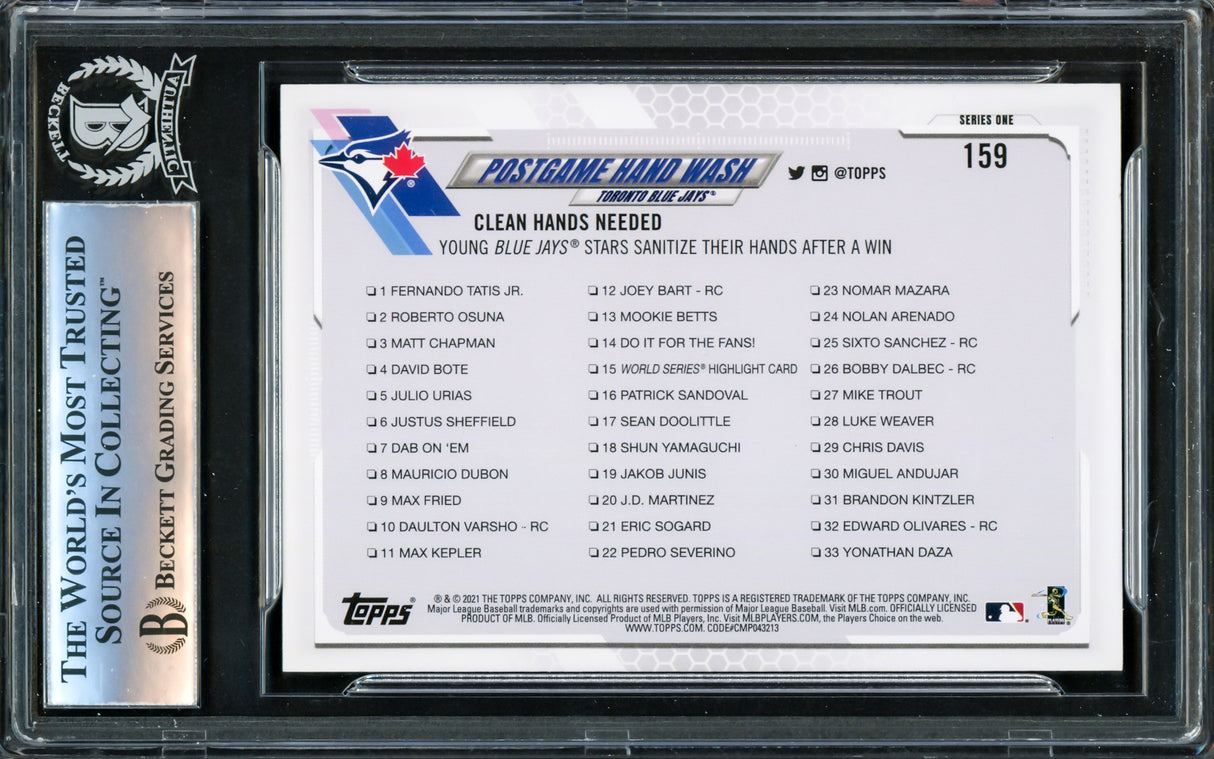 BECKETT
AUTHENTIC
THE WORLD'S MOST TRUSTED
SOURCE IN COLLECTING™
BECKETT GRADING SERVICES
SERIES ONE
159
POSTGAME HAND WASH
TORONTO BLUE JAYS®
@TOPPS
CLEAN HANDS NEEDED
YOUNG BLUE JAYS® STARS SANITIZE THEIR HANDS AFTER A WIN
❏ 1 FERNANDO TATIS JR.
❏ 2 ROBERTO OSUNA
❏ 3 MATT CHAPMAN
❏ 4 DAVID BOTE
❏ 5 JULIO URIAS
❏ 6 JUSTUS SHEFFIELD
❏ 7 DAB ON 'EM
❏ 8 MAURICIO DUBON
❏ 9 MAX FRIED
❏ 10 DAULTON VARSHO - RC
❏ 11 MAX KEPLER
❏ 12 JOEY BART - RC
❏ 13 MOOKIE BETTS
❏ 14 DO IT FOR THE FANS!
❏ 15 WORLD SERIES® HIGHLIGHT CARD
❏ 16 PATRICK SANDOVAL
❏ 17 SEAN DOOLITTLE
❏ 18 SHUN YAMAGUCHI
❏ 19 JAKOB JUNIS
❏ 20 J.D. MARTINEZ
❏ 21 ERIC SOGARD
❏ 22 PEDRO SEVERINO
❏ 23 NOMAR MAZARA
❏ 24 NOLAN ARENADO
❏ 25 SIXTO SANCHEZ - RC
❏ 26 BOBBY DALBEC - RC
❏ 27 MIKE TROUT
❏ 28 LUKE WEAVER
❏ 29 CHRIS DAVIS
❏ 30 MIGUEL ANDUJAR
❏ 31 BRANDON KINTZLER
❏ 32 EDWARD OLIVARES - RC
❏ 33 YONATHAN DAZA
TOPPS®
® & © 2021 THE TOPPS COMPANY, INC. ALL RIGHTS RESERVED. TOPPS IS A REGISTERED TRADEMARK OF THE TOPPS COMPANY, INC.
Major League Baseball trademarks and copyrights are used with permission of Major League Baseball. Visit MLB.com. OFFICIALLY LICENSED
PRODUCT OF MLB. Officially Licensed Product of MLB Players, Inc. Visit MLBPLAYERS.COM, the Players Choice on the web.
WWW.TOPPS.COM. CODE#CMP043213